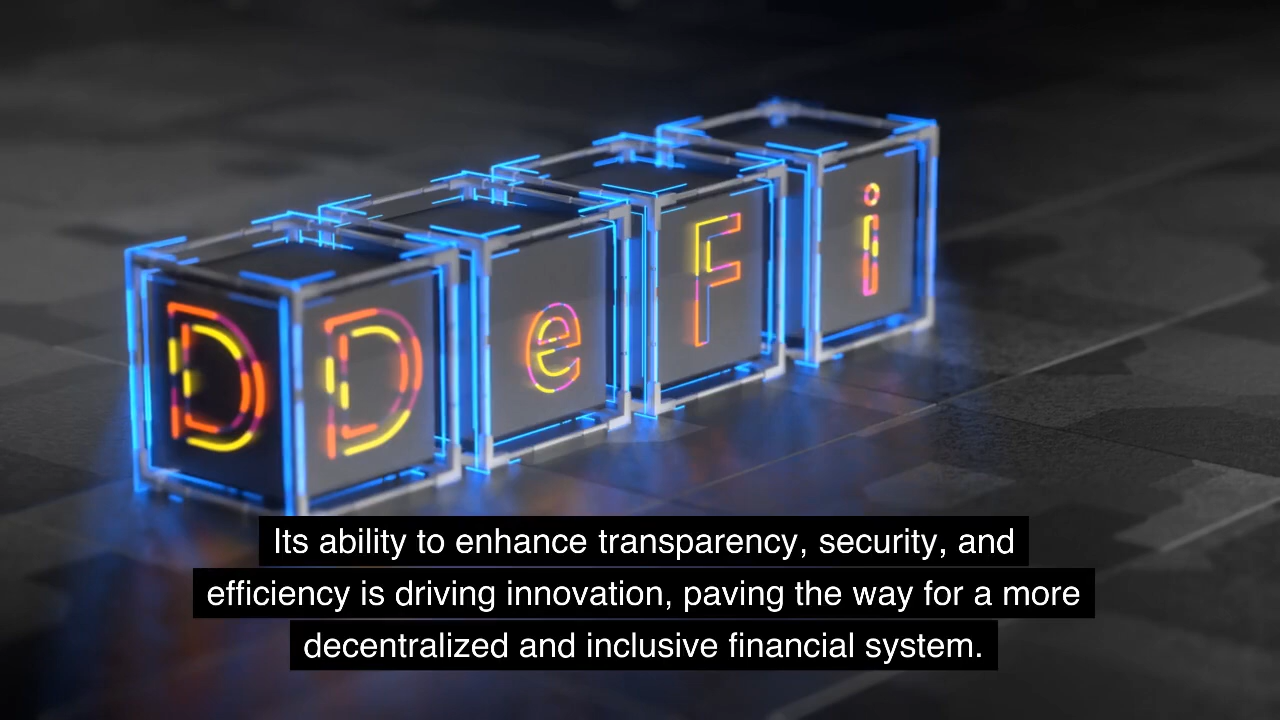 D D e F i
Its ability to enhance transparency, security, and
efficiency is driving innovation, paving the way for a more
decentralized and inclusive financial system.